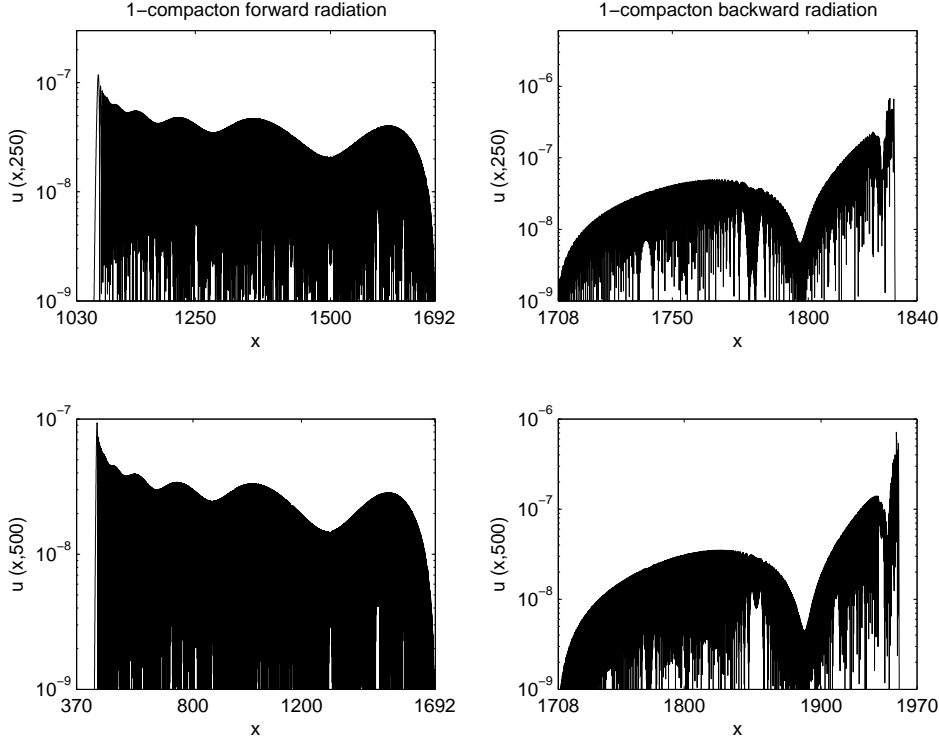 1−compacton forward radiation
10⁻⁷
10⁻⁸
10⁻⁹
u (x,250)
1030 1250 1500 1692
x
1−compacton backward radiation
10⁻⁶
10⁻⁷
10⁻⁸
10⁻⁹
u (x,250)
1708 1750 1800 1840
x
10⁻⁷
10⁻⁸
10⁻⁹
u (x,500)
370 800 1200 1692
x
10⁻⁶
10⁻⁷
10⁻⁸
10⁻⁹
u (x,500)
1708 1800 1900 1970
x